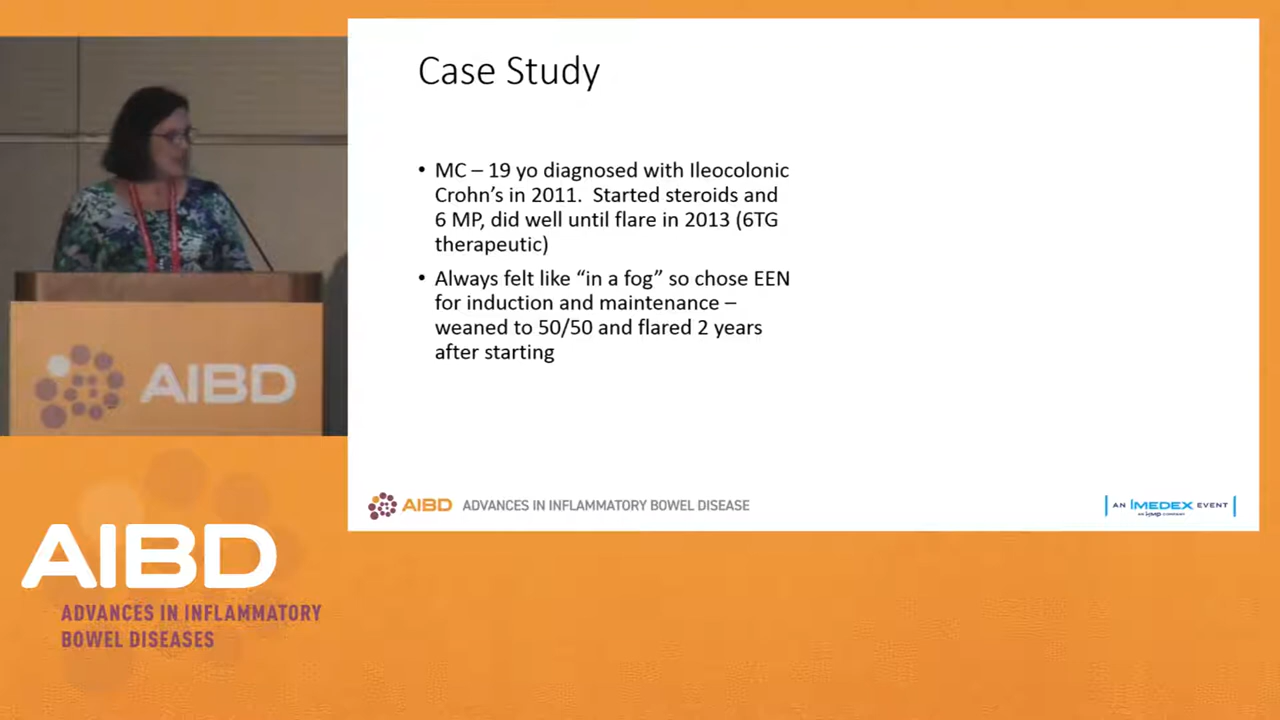 Case Study
• MC – 19 yo diagnosed with Ileocolonic
Crohn’s in 2011.  Started steroids and
6 MP, did well until flare in 2013 (6TG
therapeutic)
• Always felt like “in a fog” so chose EEN
for induction and maintenance –
weaned to 50/50 and flared 2 years
after starting
AIBD ADVANCES IN INFLAMMATORY BOWEL DISEASE
AN IMEDEX EVENT
AIBD
AIBD
ADVANCES IN INFLAMMATORY
BOWEL DISEASES